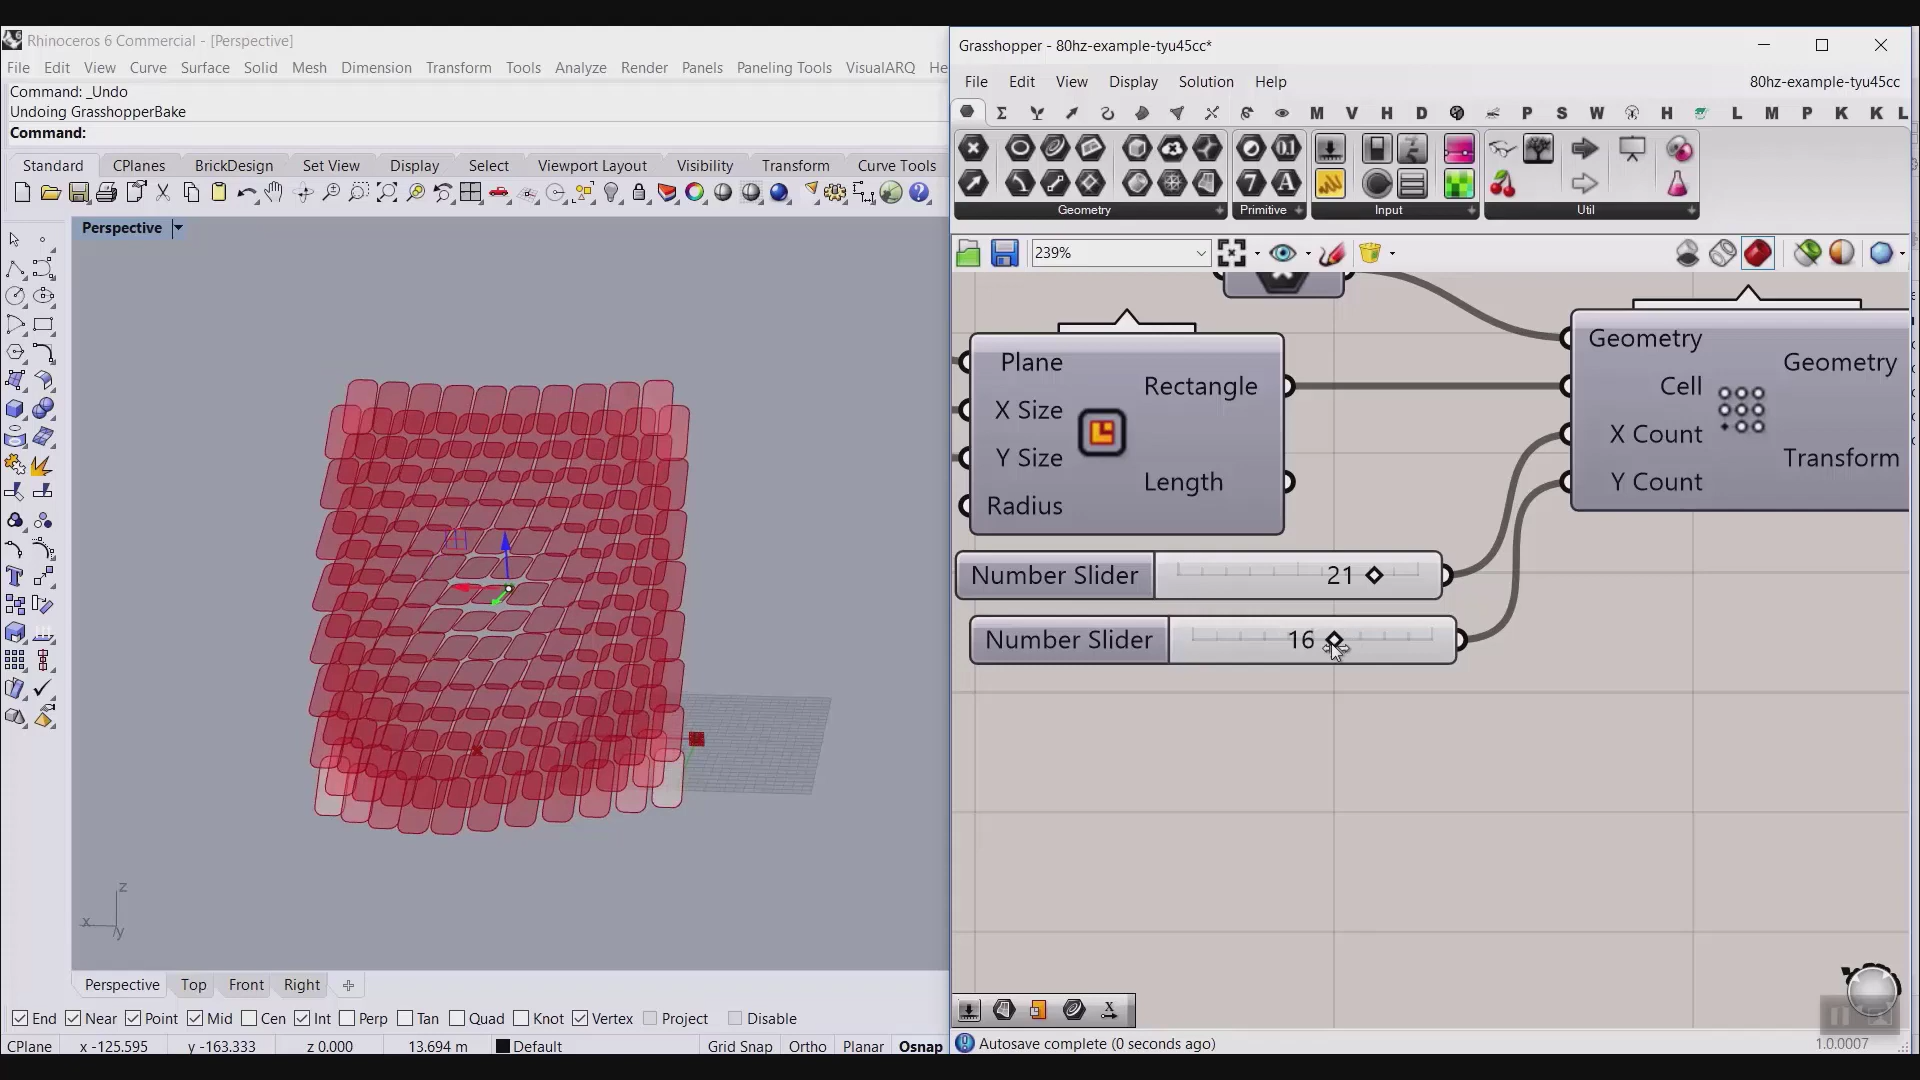 Rhinoceros 6 Commercial - [Perspective]
File Edit View Curve Surface Solid Mesh Dimension Transform Tools Analyze Render Panels Paneling Tools VisualARQ He
Command: _Undo
Undoing GrasshopperBake
Command:
Standard CPlanes BrickDesign Set View Display Select Viewport Layout Visibility Transform Curve Tools
Perspective
z
x
y
Perspective Top Front Right
End Near Point Mid Cen Int Perp Tan Quad Knot Vertex Project Disable
CPlane x -125.595 y -163.333 z 0.000 13.694 m Default Grid Snap Ortho Planar Osnap
Grasshopper - 80hz-example-tyu45cc*
File Edit View Display Solution Help 80hz-example-tyu45cc
M V H D P S W H L M P K K L
Geometry Primitive Input Util
239%
Plane
X Size
Y Size
Radius
Rectangle
Length
Geometry
Cell
X Count
Y Count
Geometry
Transform
Number Slider 21
Number Slider 16
Autosave complete (0 seconds ago)
1.0.0007